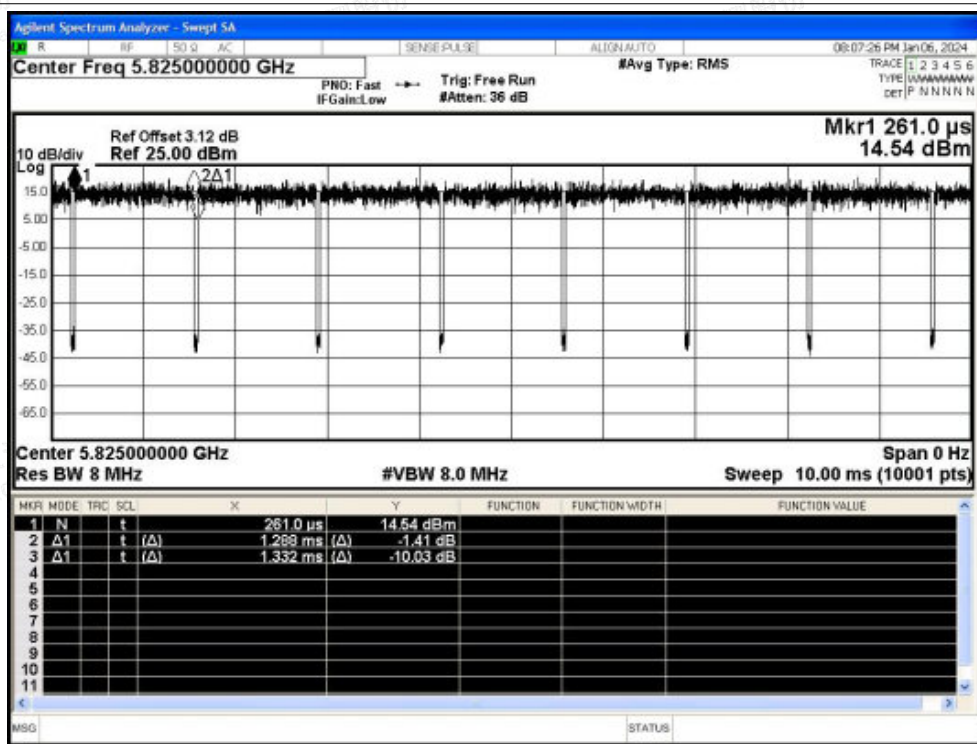 Agilent Spectrum Analyzer - Swept SA
R RF 50 Ω AC SENSE:PULSE ALIGN AUTO 08:07:26 PM Jan 06, 2024
Center Freq 5.825000000 GHz #Avg Type: RMS TRACE 1 2 3 4 5 6
PNO: Fast Trig: Free Run TYPE
IFGain:Low #Atten: 36 dB DET P N N N N N
Mkr1 261.0 µs
Ref Offset 3.12 dB
10 dB/div Ref 25.00 dBm 14.54 dBm
Log
1 2Δ1
15.0
5.00
-5.00
-15.0
-25.0
-35.0
-45.0
-55.0
-65.0
Center 5.825000000 GHz Span 0 Hz
Res BW 8 MHz #VBW 8.0 MHz Sweep 10.00 ms (10001 pts)
MKR MODE TRC SCL X Y FUNCTION FUNCTION WIDTH FUNCTION VALUE
1 N t 261.0 µs 14.54 dBm
2 Δ1 t (Δ) 1.288 ms (Δ) -1.41 dB
3 Δ1 t (Δ) 1.332 ms (Δ) -10.03 dB
4
5
6
7
8
9
10
11
MSG STATUS